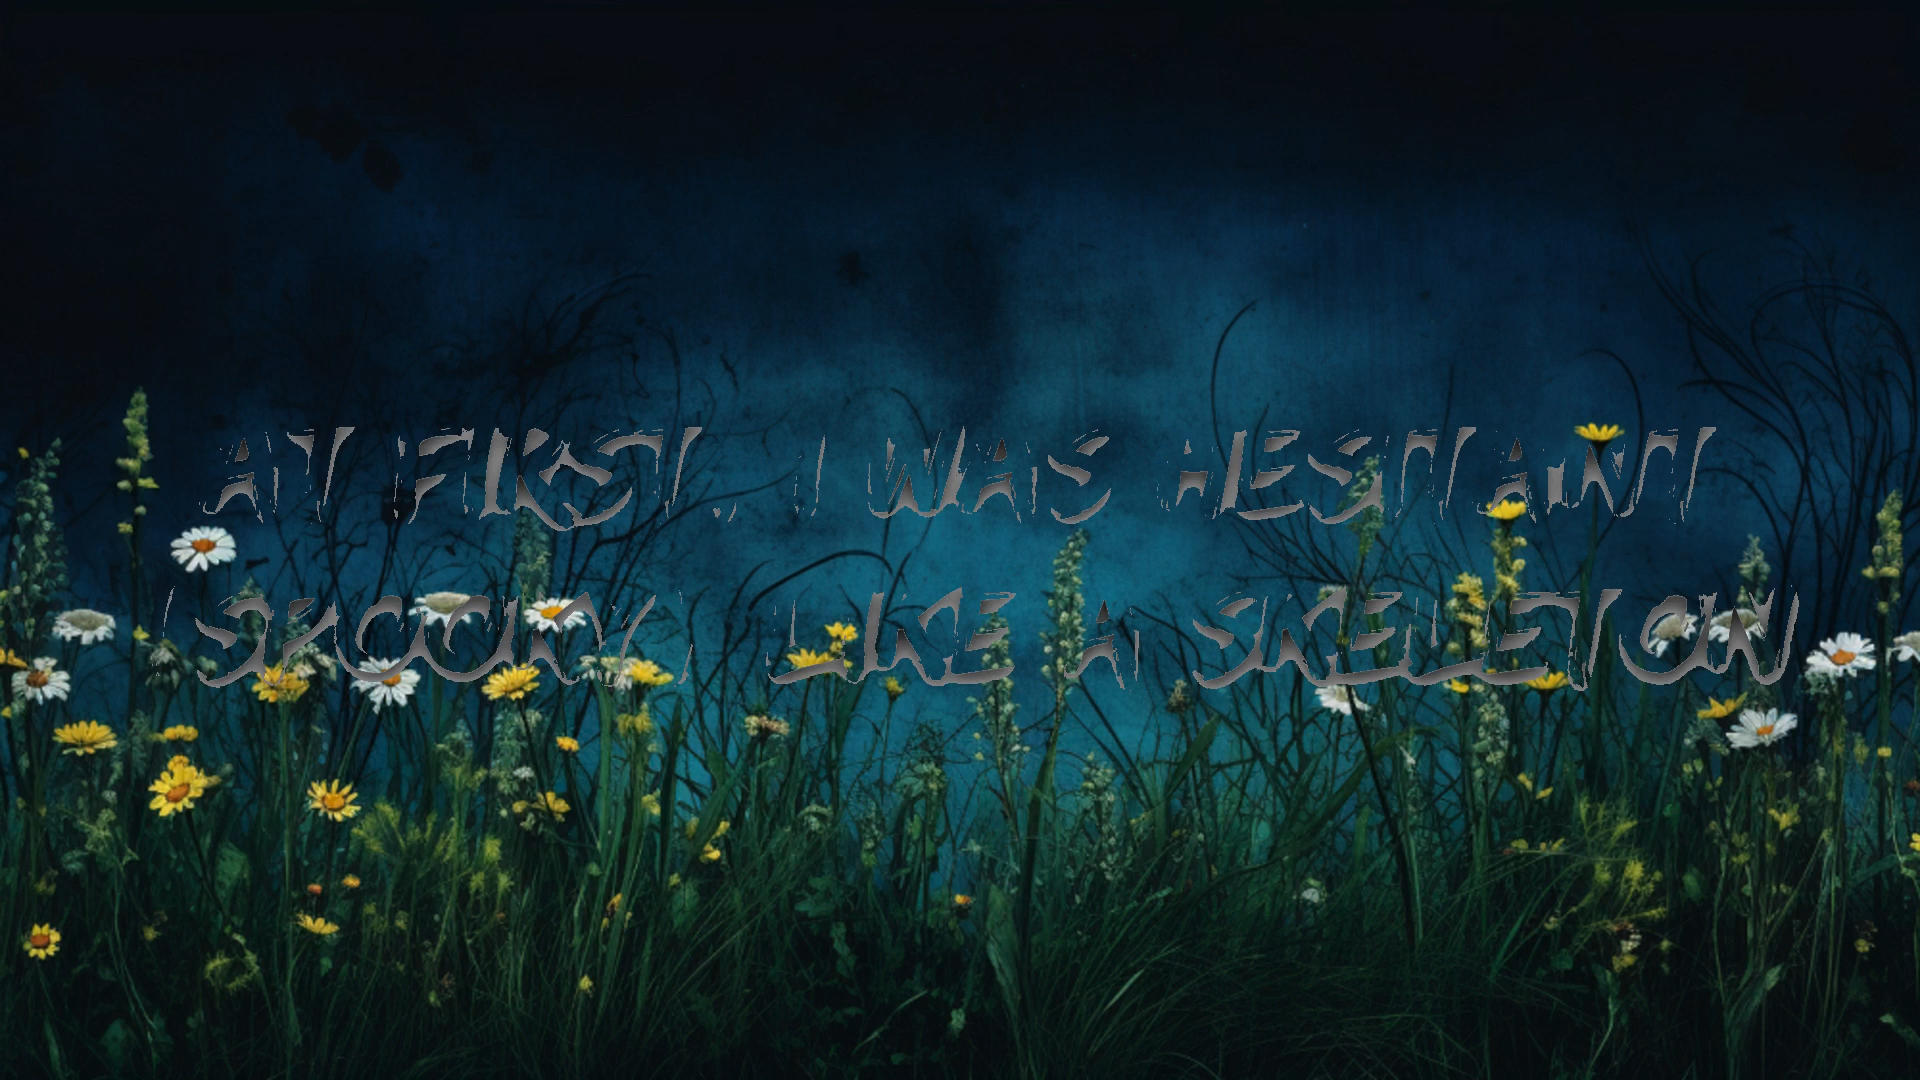 AT FIRST, I WAS HESITANT
(SPOOKY) LIKE A SKELETON